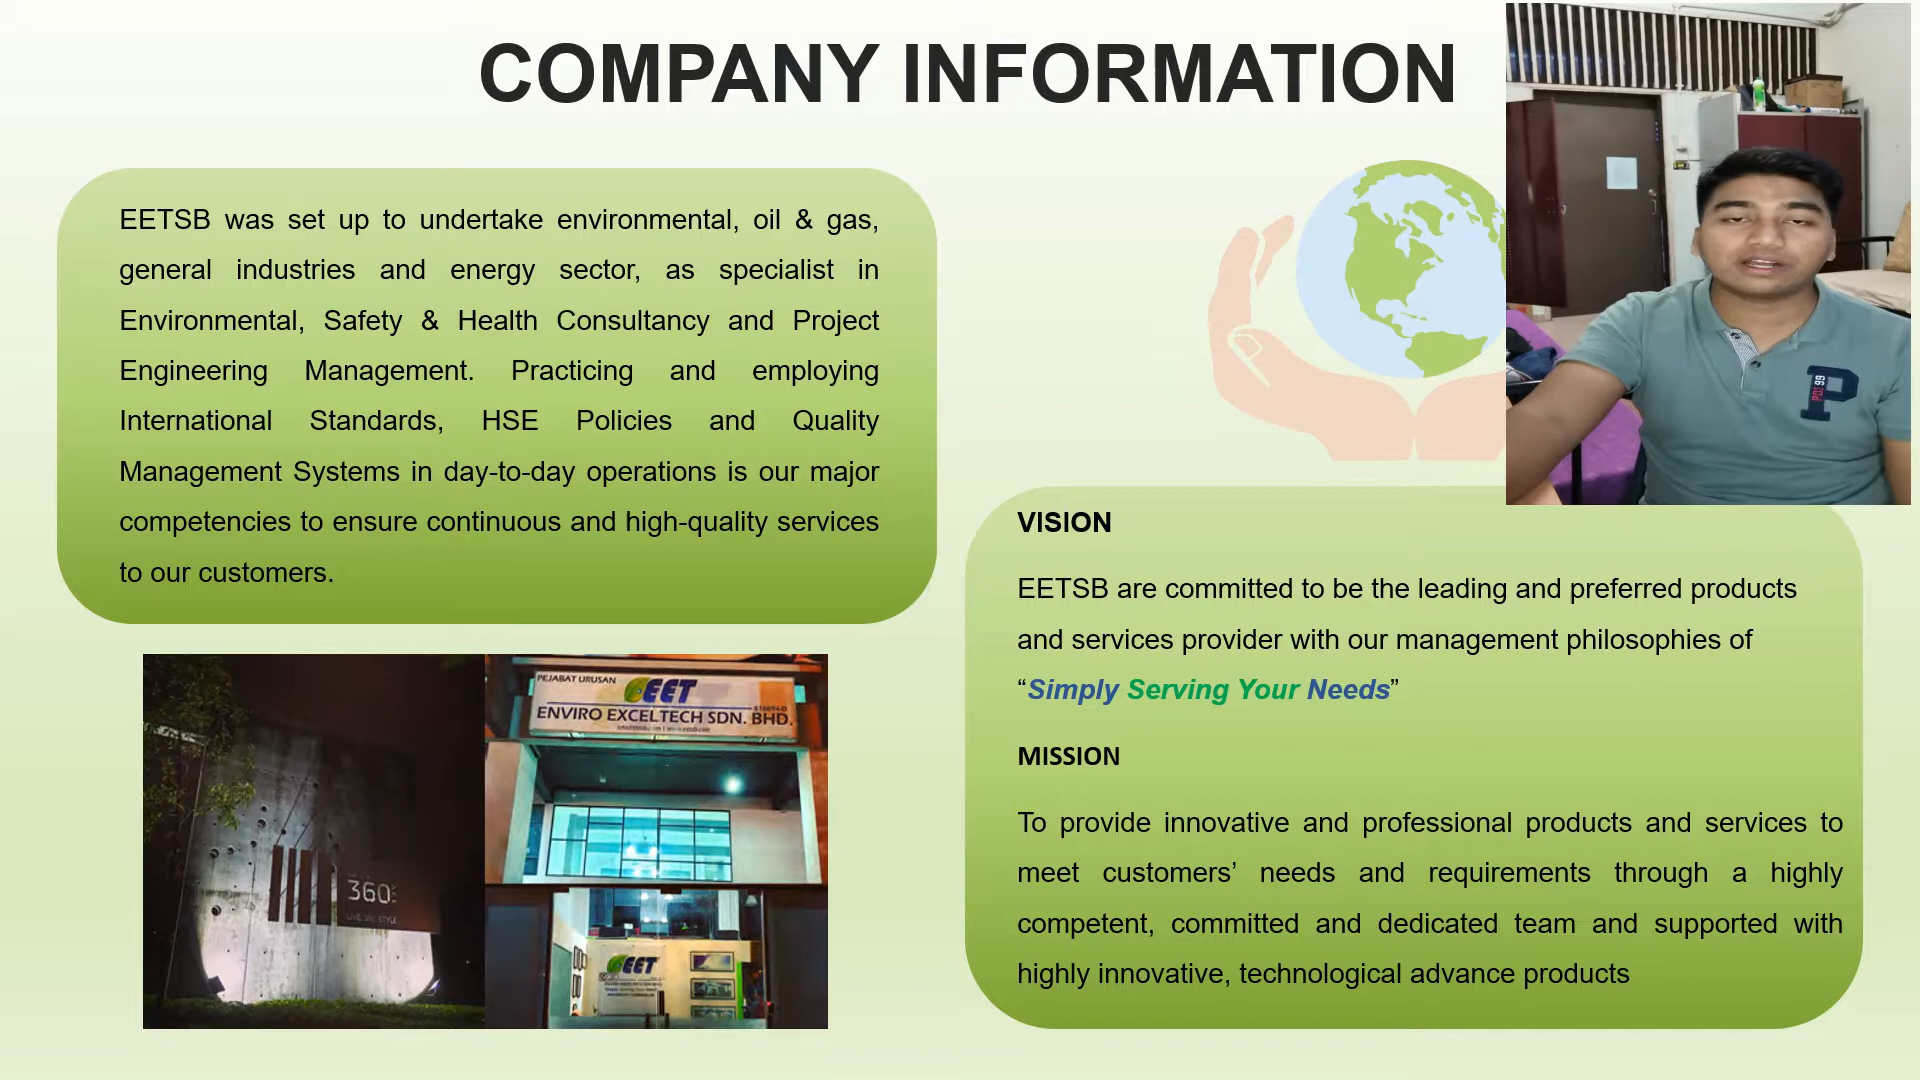 COMPANY INFORMATION
EETSB was set up to undertake environmental, oil & gas,
general industries and energy sector, as specialist in
Environmental, Safety & Health Consultancy and Project
Engineering Management. Practicing and employing
International Standards, HSE Policies and Quality
Management Systems in day-to-day operations is our major
competencies to ensure continuous and high-quality services
to our customers.
VISION
EETSB are committed to be the leading and preferred products
and services provider with our management philosophies of
“Simply Serving Your Needs”
MISSION
To provide innovative and professional products and services to
meet customers’ needs and requirements through a highly
competent, committed and dedicated team and supported with
highly innovative, technological advance products
PEJABAT URUSAN
EET
ENVIRO EXCELTECH SDN. BHD.
360
EET
P
PDI 99